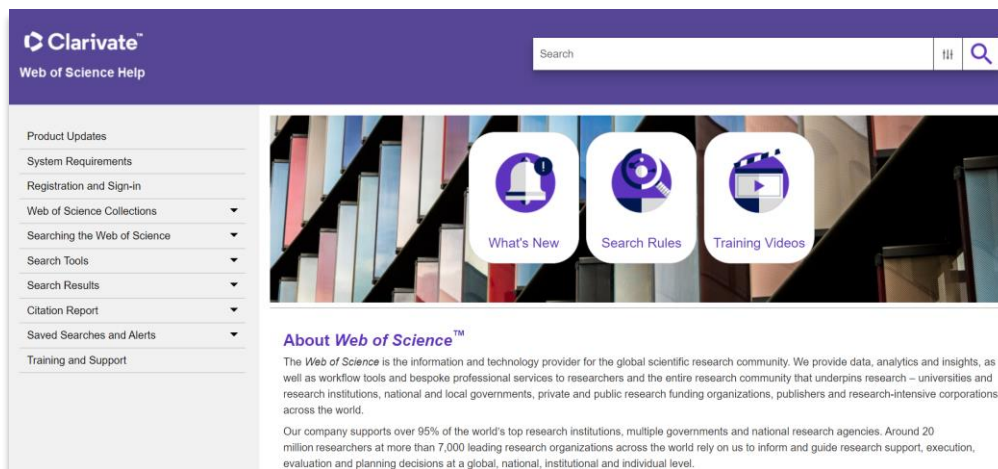 Clarivate™
Web of Science Help
Search
Product Updates
System Requirements
Registration and Sign-in
Web of Science Collections
Searching the Web of Science
Search Tools
Search Results
Citation Report
Saved Searches and Alerts
Training and Support
What's New
Search Rules
Training Videos
About Web of Science™
The Web of Science is the information and technology provider for the global scientific research community. We provide data, analytics and insights, as
well as workflow tools and bespoke professional services to researchers and the entire research community that underpins research – universities and
research institutions, national and local governments, private and public research funding organizations, publishers and research-intensive corporations
across the world.
Our company supports over 95% of the world's top research institutions, multiple governments and national research agencies. Around 20
million researchers at more than 7,000 leading research organizations across the world rely on us to inform and guide research support, execution,
evaluation and planning decisions at a global, national, institutional and individual level.